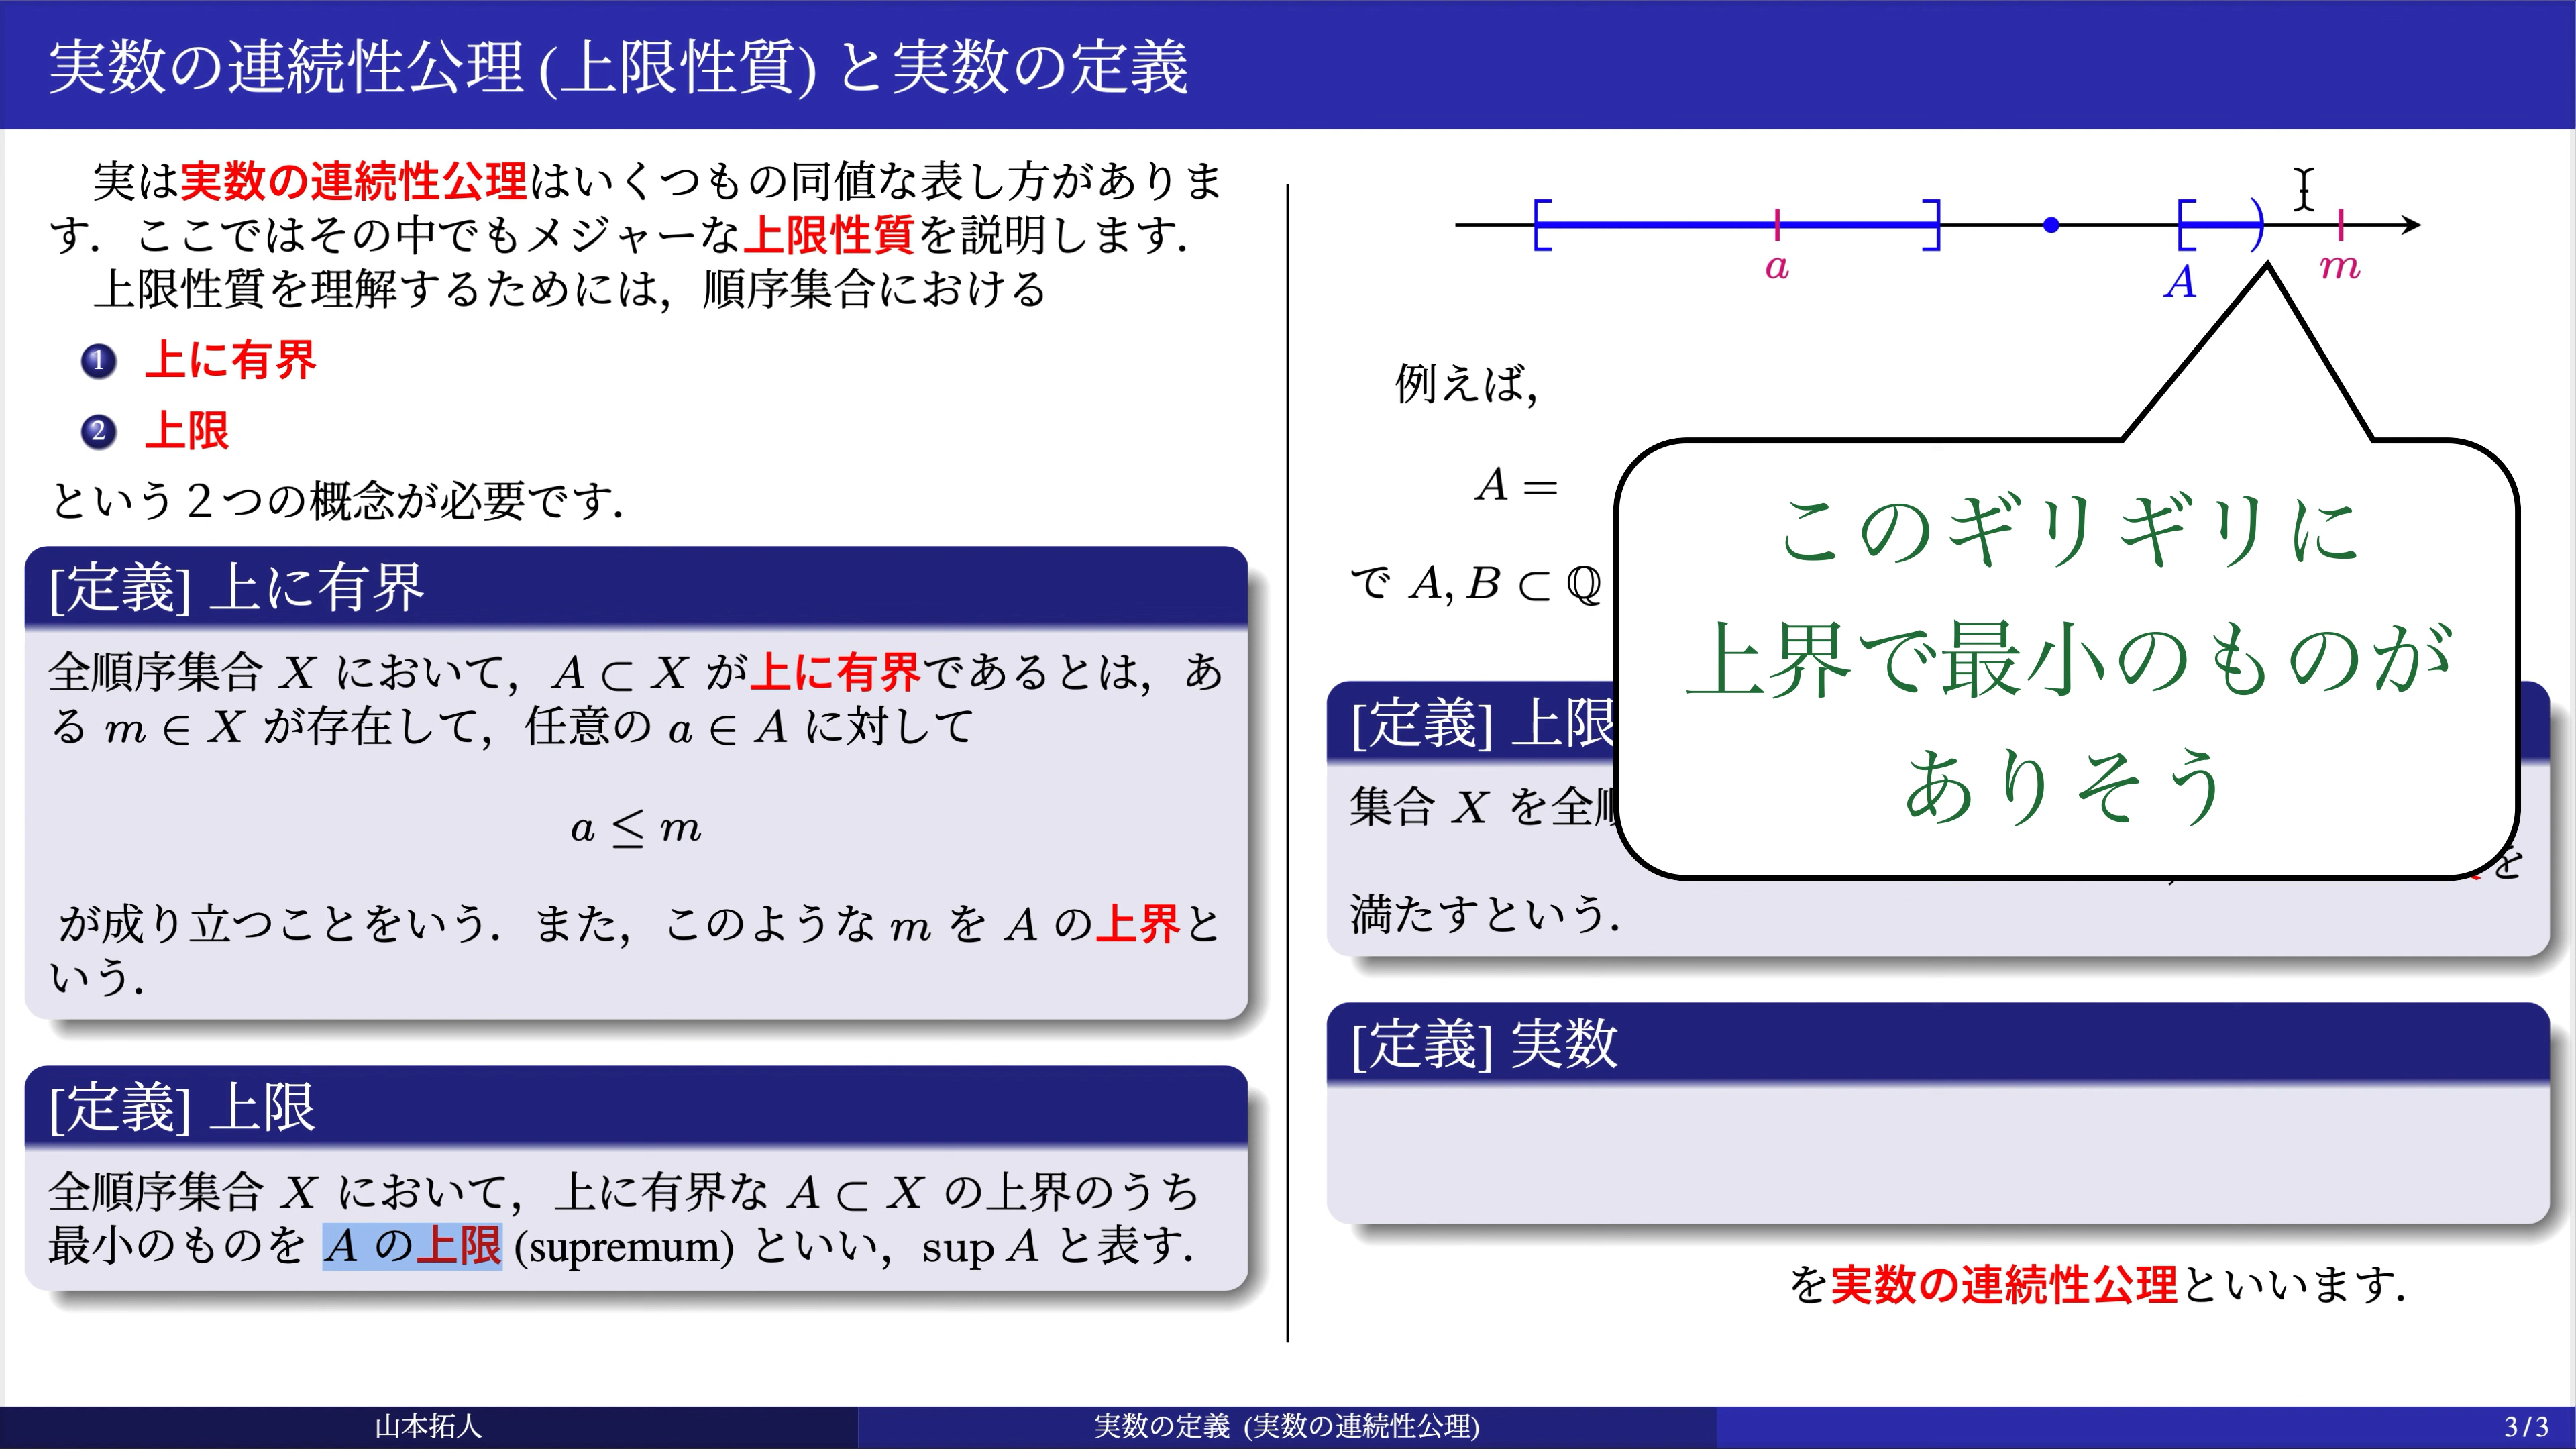 実数の連続性公理 (上限性質) と実数の定義
実は実数の連続性公理はいくつもの同値な表し方がありま
す．ここではその中でもメジャーな上限性質を説明します．
上限性質を理解するためには，順序集合における
1 上に有界
2 上限
という 2 つの概念が必要です．
[定義] 上に有界
全順序集合 X において，A ⊂ X が上に有界であるとは，あ
る m ∈ X が存在して，任意の a ∈ A に対して
a ≤ m
が成り立つことをいう．また，このような m を A の上界と
いう．
[定義] 上限
全順序集合 X において，上に有界な A ⊂ X の上界のうち
最小のものを A の上限 (supremum) といい，sup A と表す．
a
A
m
例えば，
A =
で A, B ⊂ ℚ
このギリギリに
上界で最小のものが
ありそう
[定義] 上限
集合 X を全順
を
満たすという．
[定義] 実数
を実数の連続性公理といいます．
山本拓人
実数の定義 (実数の連続性公理)
3 / 3